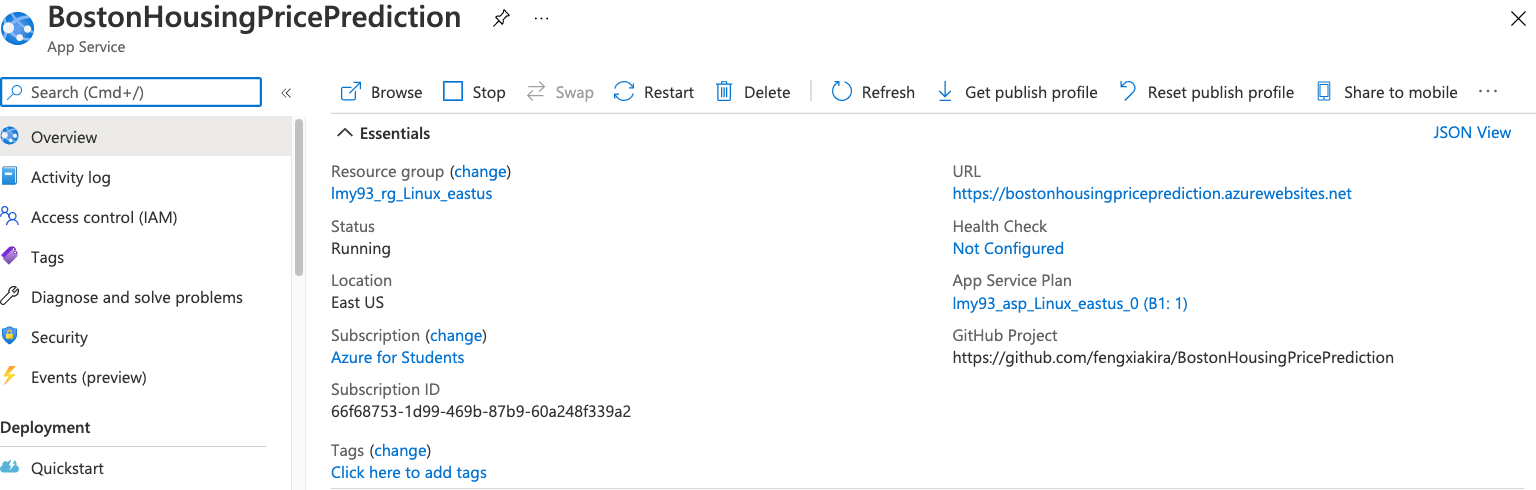 BostonHousingPricePrediction
...
App Service
Search (Cmd+/)
«
Overview
Activity log
Access control (IAM)
Tags
Diagnose and solve problems
Security
Events (preview)
Deployment
Quickstart
Browse Stop Swap Restart Delete Refresh Get publish profile Reset publish profile Share to mobile ...
Essentials
JSON View
Resource group (change)
lmy93_rg_Linux_eastus
Status
Running
Location
East US
Subscription (change)
Azure for Students
Subscription ID
66f68753-1d99-469b-87b9-60a248f339a2
Tags (change)
Click here to add tags
URL
https://bostonhousingpriceprediction.azurewebsites.net
Health Check
Not Configured
App Service Plan
lmy93_asp_Linux_eastus_0 (B1: 1)
GitHub Project
https://github.com/fengxiakira/BostonHousingPricePrediction